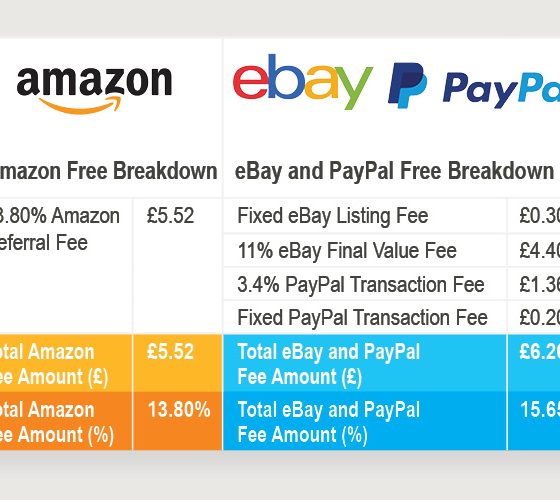 amazon
ebay
PayPa
mazon Free Breakdown
eBay and PayPal Free Breakdown
3.80% Amazon
eferral Fee
£5.52
Fixed eBay Listing Fee
£0.30
11% eBay Final Value Fee
£4.40
3.4% PayPal Transaction Fee
£1.36
Fixed PayPal Transaction Fee
£0.20
otal Amazon
ee Amount (£)
£5.52
Total eBay and PayPal
Fee Amount (£)
£6.26
otal Amazon
ee Amount (%)
13.80%
Total eBay and PayPal
Fee Amount (%)
15.65